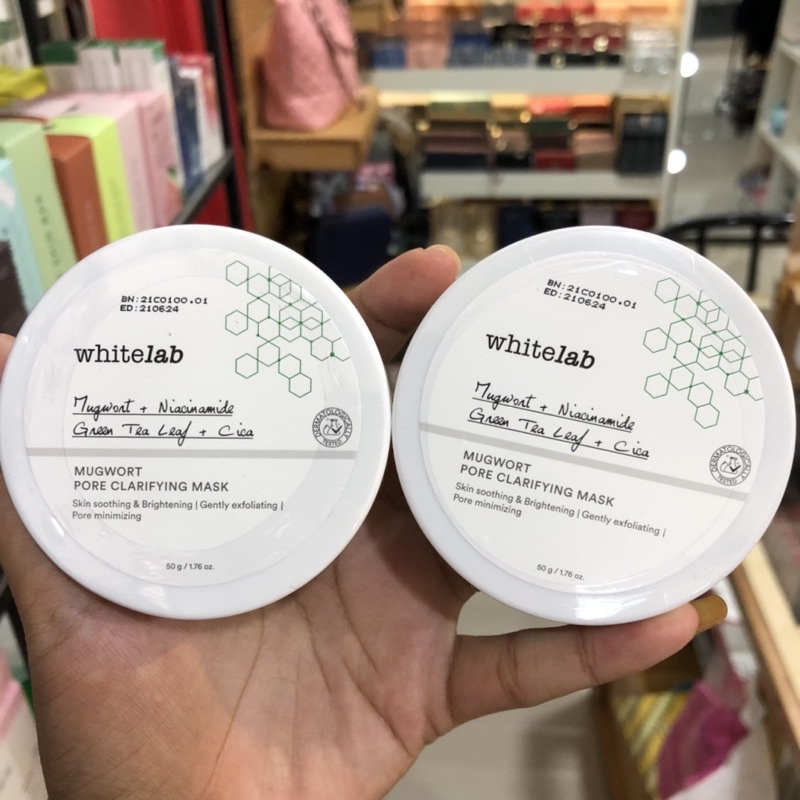 BN:21C0100.01
ED:210624
whitelab
Mugwort + Niacinamide
Green Tea Leaf + Cica
DERMATOLOGICALLY
TESTED
MUGWORT
PORE CLARIFYING MASK
Skin soothing & Brightening | Gently exfoliating |
Pore minimizing
50 g / 1.76 oz.
BN:21C0100.01
ED:210624
whitelab
Mugwort + Niacinamide
Green Tea Leaf + Cica
DERMATOLOGICALLY
TESTED
MUGWORT
PORE CLARIFYING MASK
Skin soothing & Brightening | Gently exfoliating |
Pore minimizing
50 g / 1.76 oz.